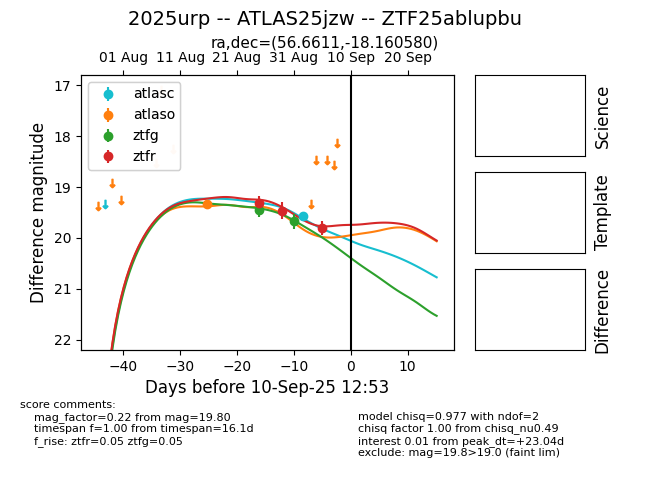 2025urp -- ATLAS25jzw -- ZTF25ablupbu
ra,dec=(56.6611,-18.160580)
01 Aug 11 Aug 21 Aug 31 Aug 10 Sep 20 Sep
17
18
19
20
21
22
Difference magnitude
atlasc
atlaso
ztfg
ztfr
−40 −30 −20 −10 0 10
Days before 10-Sep-25 12:53
Science
Template
Difference
score comments:
mag_factor=0.22 from mag=19.80
timespan f=1.00 from timespan=16.1d
f_rise: ztfr=0.05 ztfg=0.05
model chisq=0.977 with ndof=2
chisq factor 1.00 from chisq_nu0.49
interest 0.01 from peak_dt=+23.04d
exclude: mag=19.8>19.0 (faint lim)